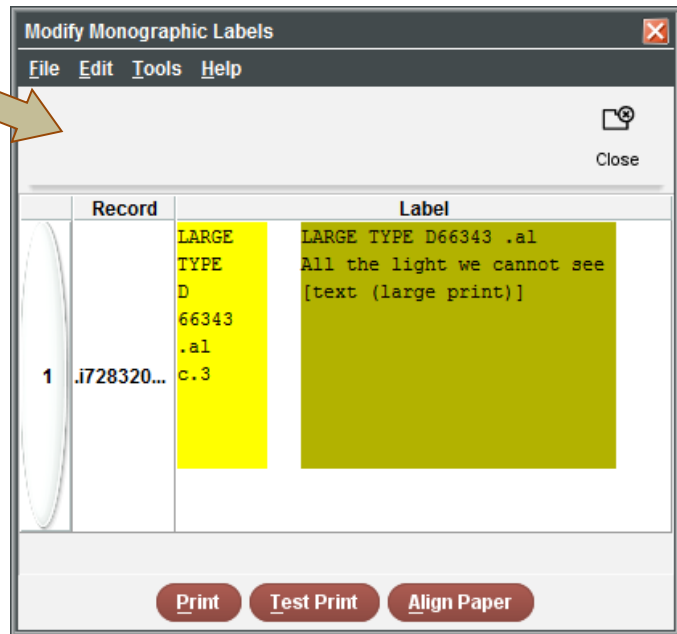 Modify Monographic Labels
File Edit Tools Help
Close
Record Label
LARGE
TYPE
D
66343
.al
c.3
LARGE TYPE D66343 .al
All the light we cannot see
[text (large print)]
1 .i728320...
Print Test Print Align Paper